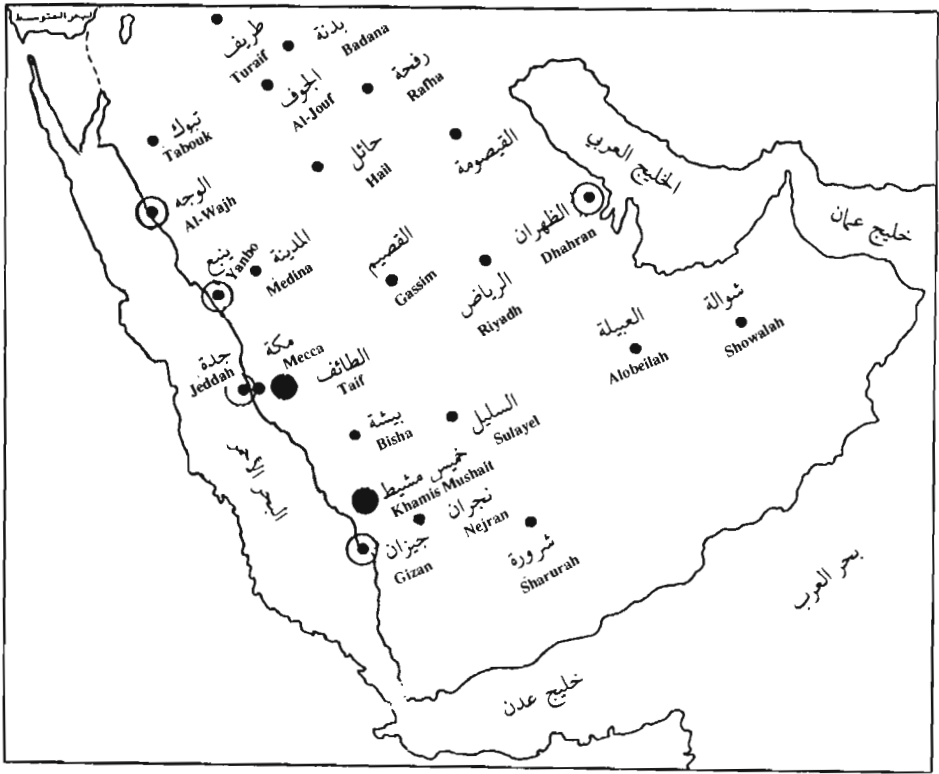 البحر المتوسط
طريف
Turaif
بدنة
Badana
الجوف
Al-Jouf
رفحة
Rafha
تبوك
Tabouk
حائل
Hail
القيصومة
الخليج العربي
الوجه
Al-Wajh
خليج عمان
الظهران
Dhahran
ينبع
Yanbo
المدينة
Medina
القصيم
Gassim
الرياض
Riyadh
العبيلة
Alobeilah
شوالة
Showalah
جدة
Jeddah
مكة
Mecca
الطائف
Taif
بيشة
Bisha
السليل
Sulayel
البحر الاحمر
خميس مشيط
Khamis Mushait
نجران
Nejran
جيزان
Gizan
شرورة
Sharurah
بحر العرب
خليج عدن